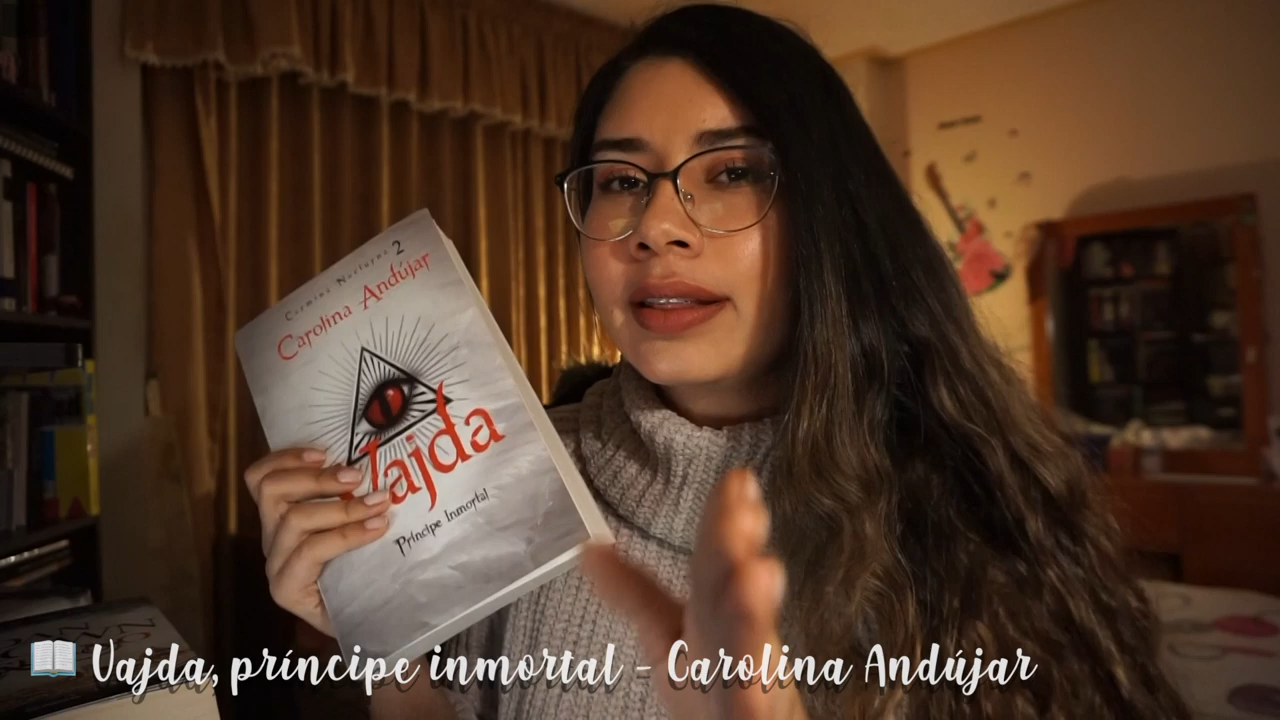 Carmina Nocturna 2
Carolina Andújar
Vajda
Príncipe Inmortal
📖 Vajda, príncipe inmortal - Carolina Andújar